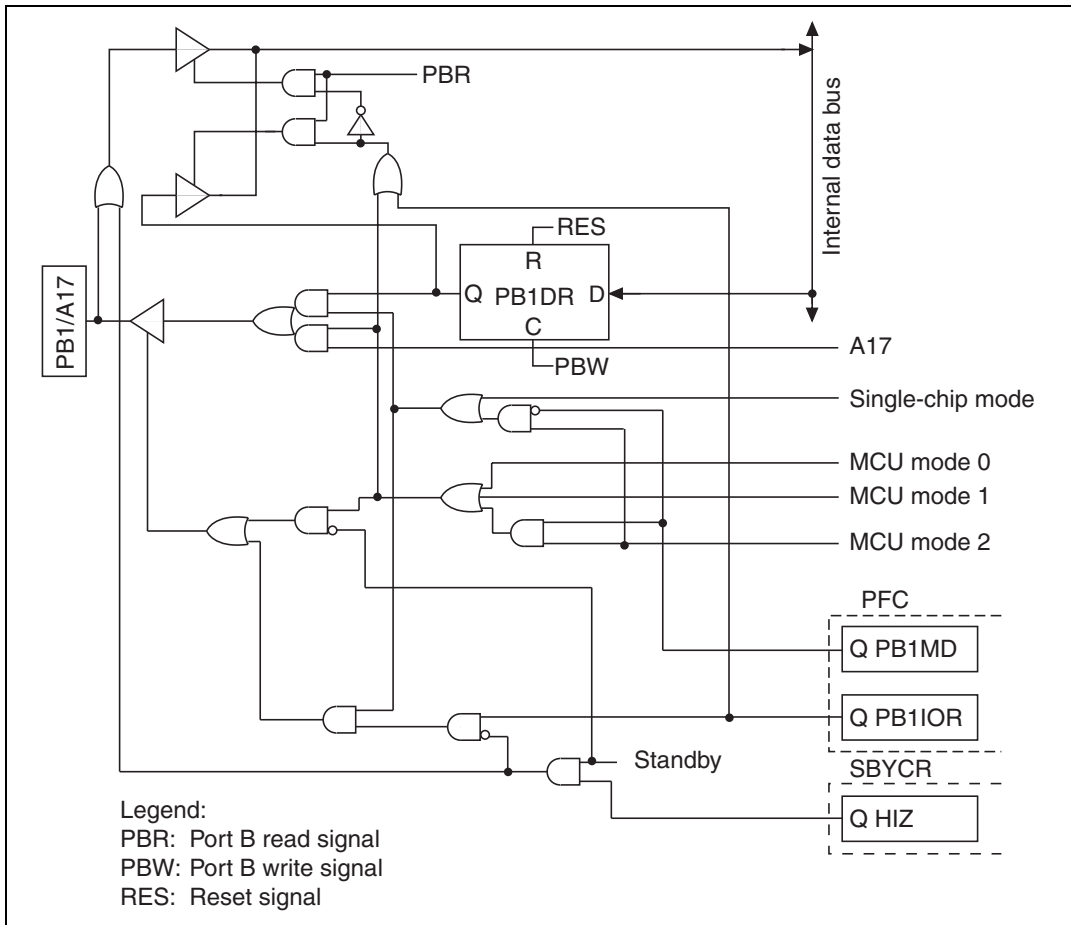 PBR
Internal data bus
RES
R
Q PB1DR D
C
PBW
PB1/A17
A17
Single-chip mode
MCU mode 0
MCU mode 1
MCU mode 2
PFC
Q PB1MD
Q PB1IOR
Standby
SBYCR
Q HIZ
Legend:
PBR: Port B read signal
PBW: Port B write signal
RES: Reset signal